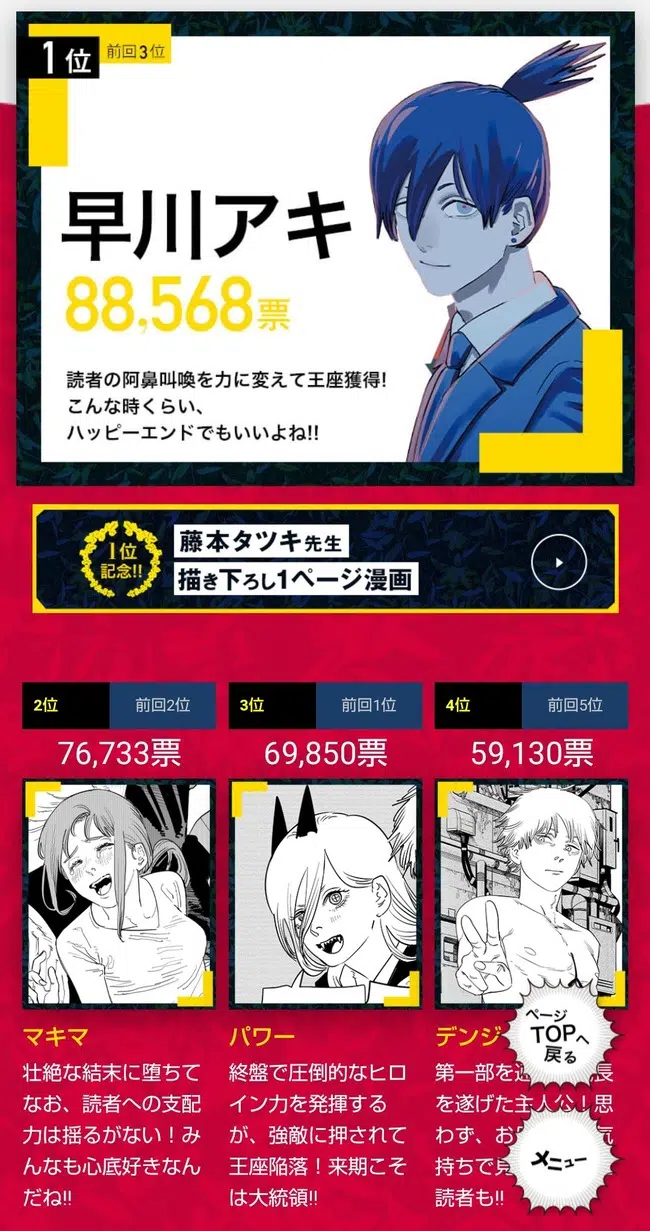 1位 前回3位
早川アキ
88,568票
読者の阿鼻叫喚を力に変えて王座獲得!
こんな時くらい、
ハッピーエンドでもいいよね!!
1位
記念!!
藤本タツキ先生
描き下ろし1ページ漫画
2位 前回2位
76,733票
マキマ
壮絶な結末に堕ちて
なお、読者への支配
力は揺るがない！み
んなも心底好きなん
だね!!
3位 前回1位
69,850票
パワー
終盤で圧倒的なヒロ
イン力を発揮する
が、強敵に押されて
王座陥落！来期こそ
は大統領!!
4位 前回5位
59,130票
デンジ
第一部を 長
を遂げた主人公！思
わず、お 気
持ちで
読者も!!
ページ
TOPへ
戻る
メニュー